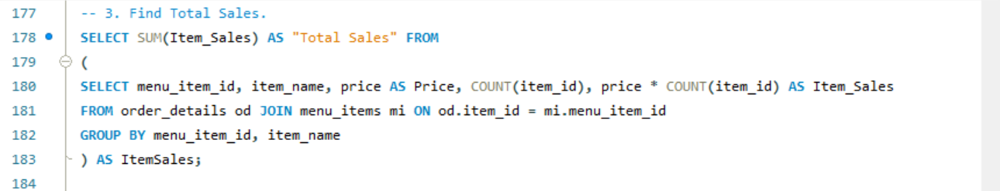 177 -- 3. Find Total Sales.
178 SELECT SUM(Item_Sales) AS "Total Sales" FROM
179 (
180 SELECT menu_item_id, item_name, price AS Price, COUNT(item_id), price * COUNT(item_id) AS Item_Sales
181 FROM order_details od JOIN menu_items mi ON od.item_id = mi.menu_item_id
182 GROUP BY menu_item_id, item_name
183 ) AS ItemSales;
184